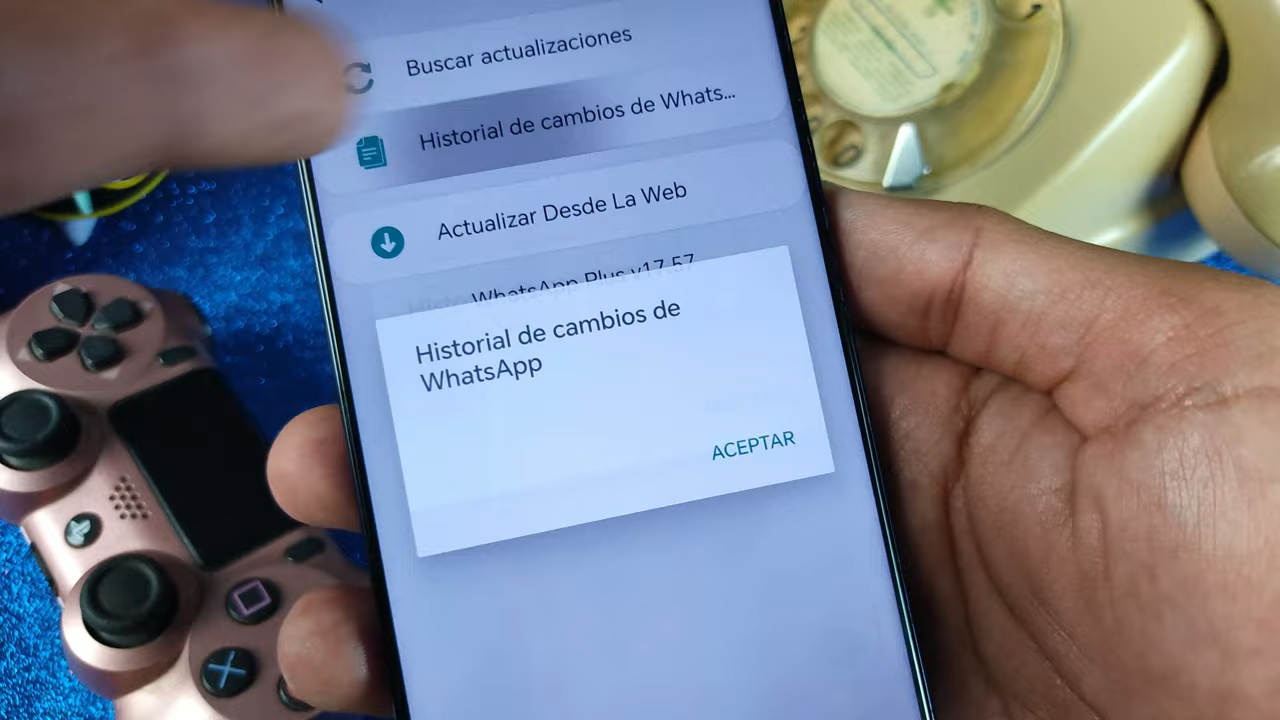 Buscar actualizaciones
Historial de cambios de Whats...
Actualizar Desde La Web
WhatsApp Plus v17.57
Historial de cambios de
WhatsApp
ACEPTAR